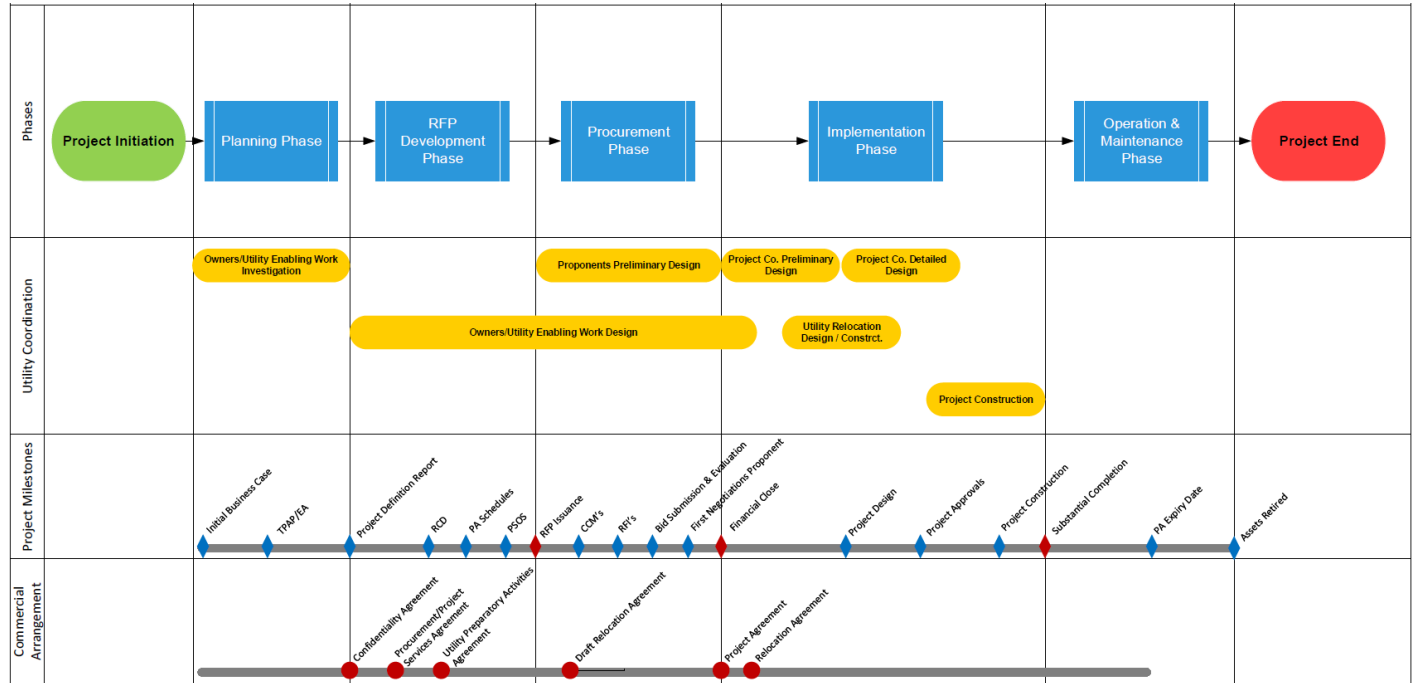 Phases
Project Initiation
Planning Phase
RFP
Development
Phase
Procurement
Phase
Implementation
Phase
Operation &
Maintenance
Phase
Project End
Utility Coordination
Owners/Utility Enabling Work
Investigation
Proponents Preliminary Design
Project Co. Preliminary
Design
Project Co. Detailed
Design
Owners/Utility Enabling Work Design
Utility Relocation
Design / Constrct.
Project Construction
Project Milestones
Initial Business Case
TPAP/EA
Project Definition Report
RCD
PA Schedules
PSOS
RFP Issuance
CCM's
RFI's
Bid Submission & Evaluation
First Negotiations Proponent
Financial Close
Project Design
Project Approvals
Project Construction
Substantial Completion
PA Expiry Date
Assets Retired
Commercial
Arrangement
Confidentiality Agreement
Procurement/Project
Services Agreement
Utility Preparatory Activities
Agreement
Draft Relocation Agreement
Project Agreement
Relocation Agreement